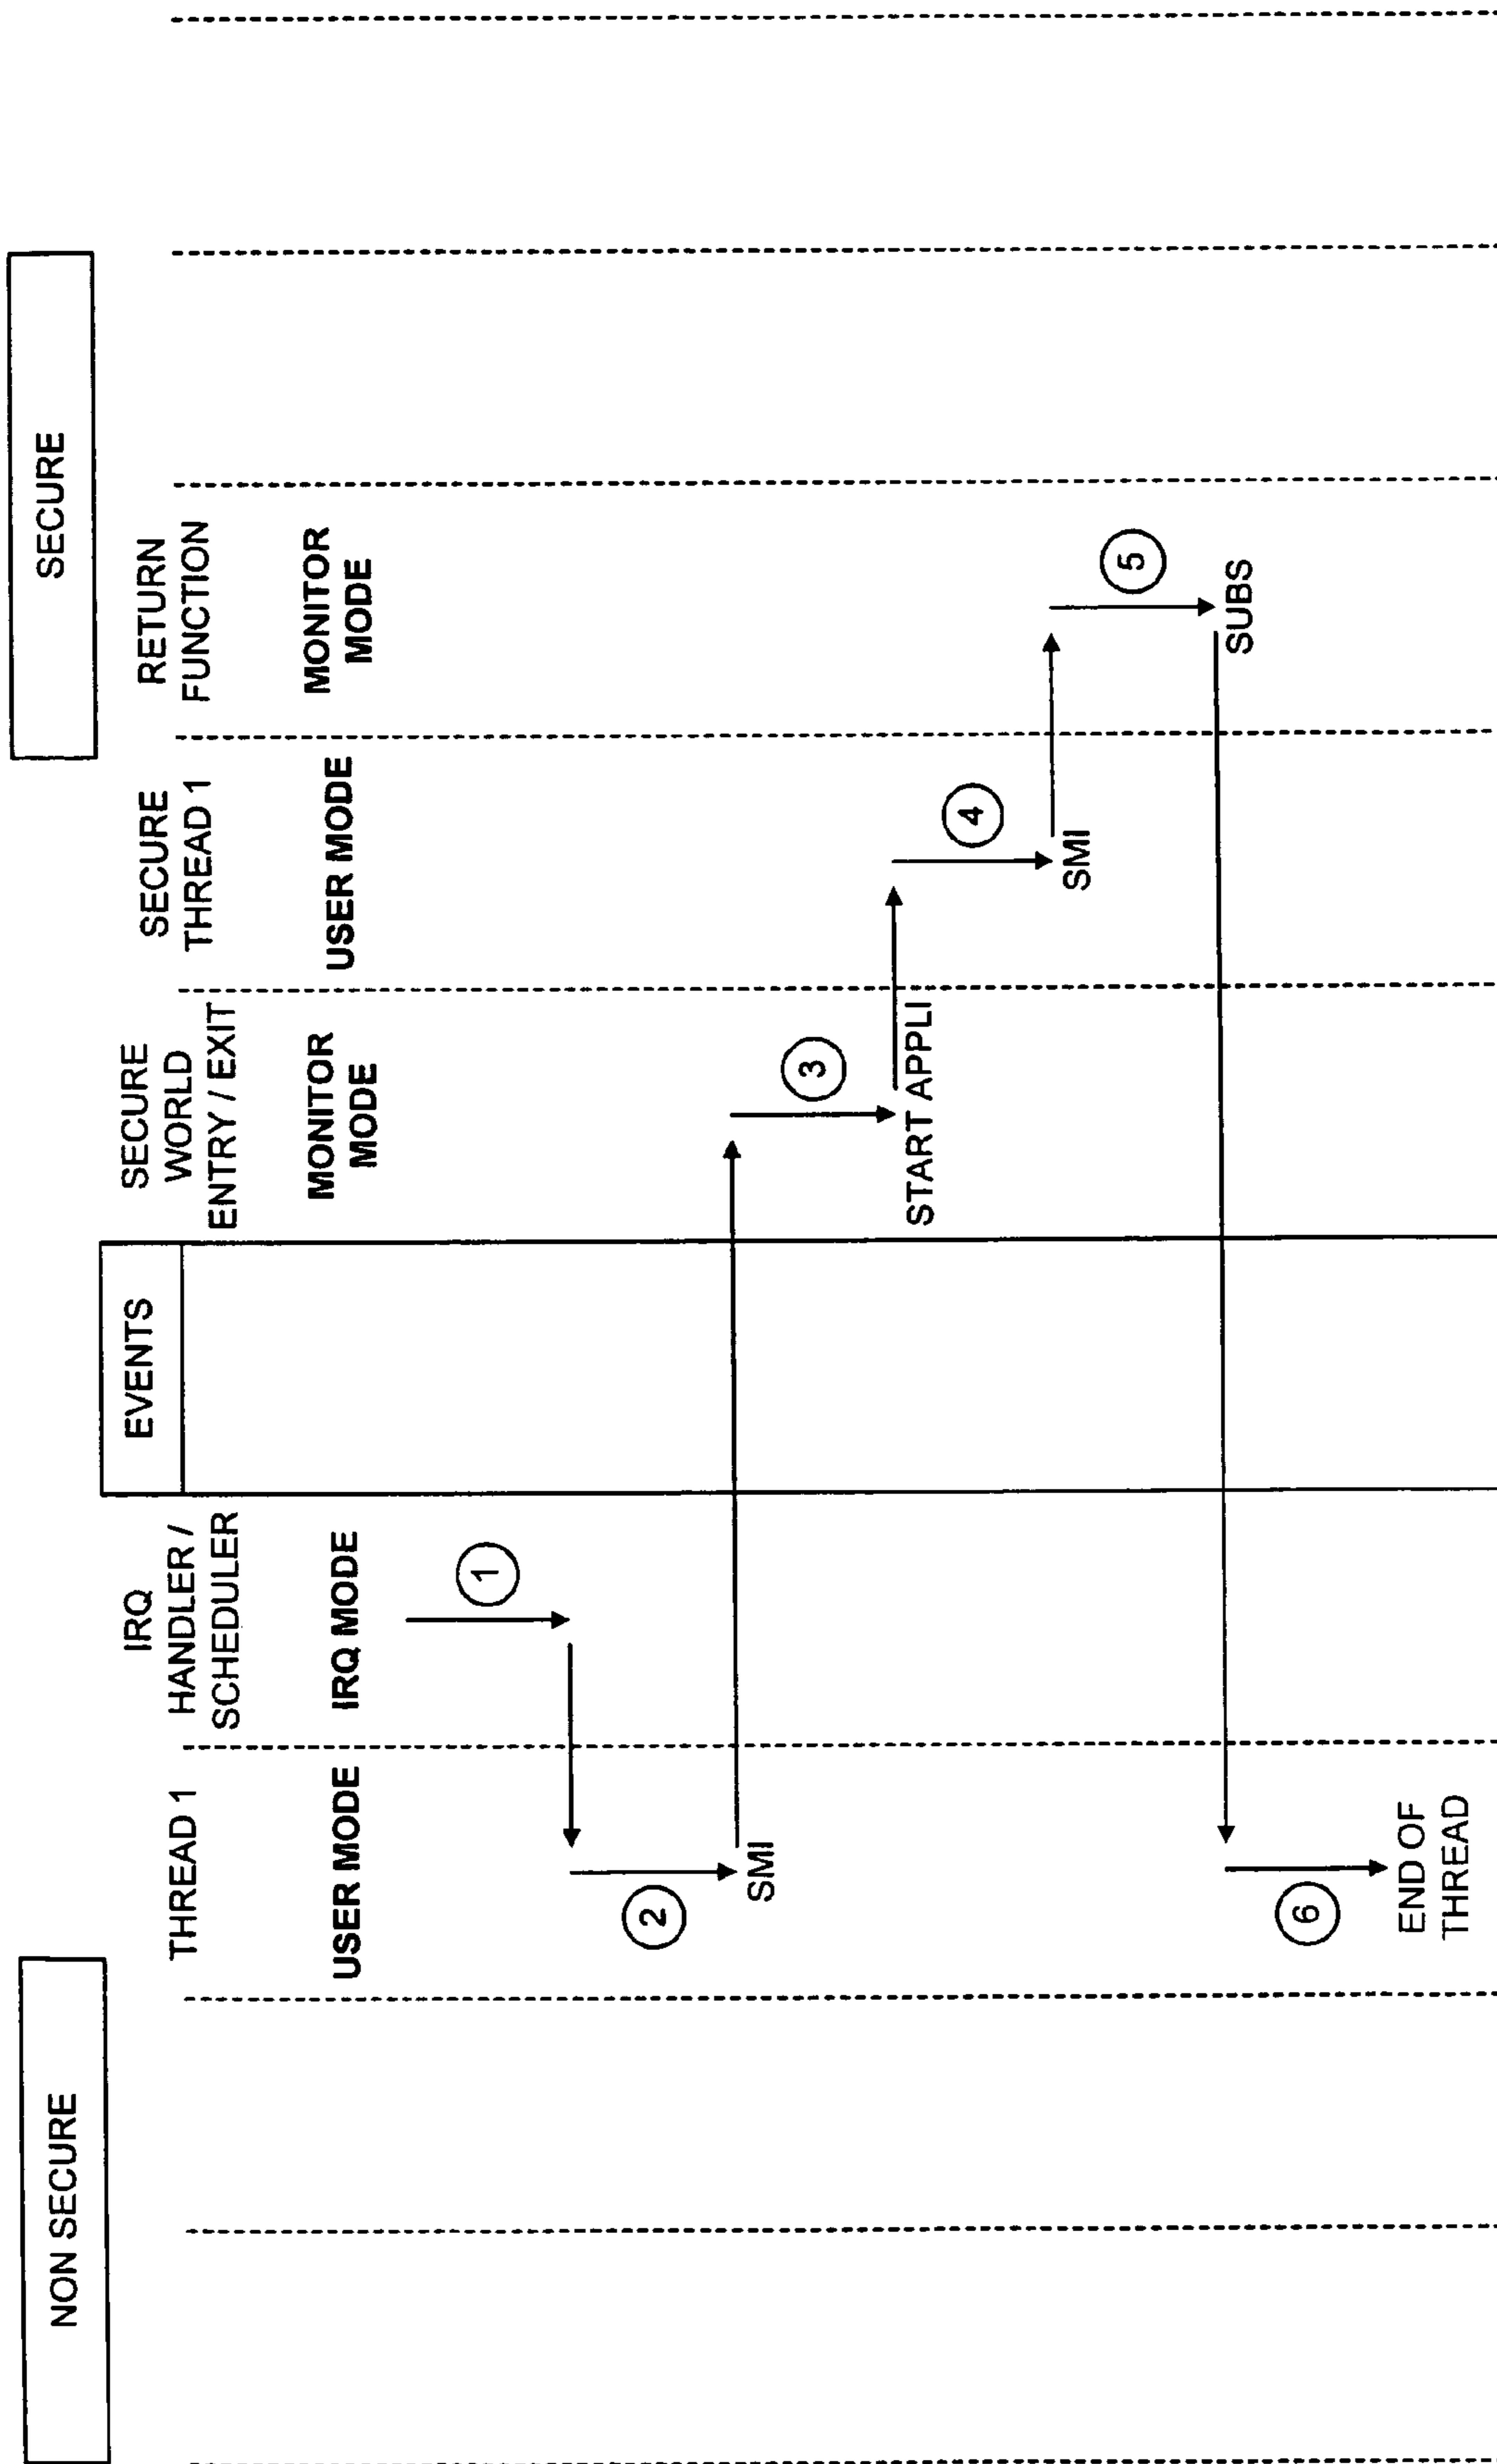 NON SECURE
SECURE
EVENTS
THREAD 1
USER MODE
IRQ
HANDLER /
SCHEDULER
IRQ MODE
SECURE
WORLD
ENTRY / EXIT
MONITOR
MODE
SECURE
THREAD 1
USER MODE
RETURN
FUNCTION
MONITOR
MODE
1
2
SMI
3
START APPLI
4
SMI
5
SUBS
6
END OF
THREAD